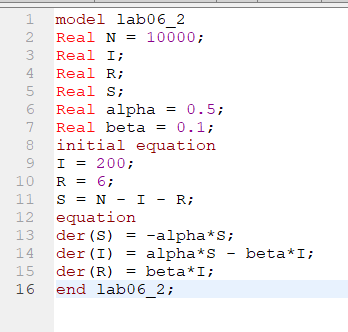 1 model lab06_2
2 Real N = 10000;
3 Real I;
4 Real R;
5 Real S;
6 Real alpha = 0.5;
7 Real beta = 0.1;
8 initial equation
9 I = 200;
10 R = 6;
11 S = N - I - R;
12 equation
13 der(S) = -alpha*S;
14 der(I) = alpha*S - beta*I;
15 der(R) = beta*I;
16 end lab06_2;